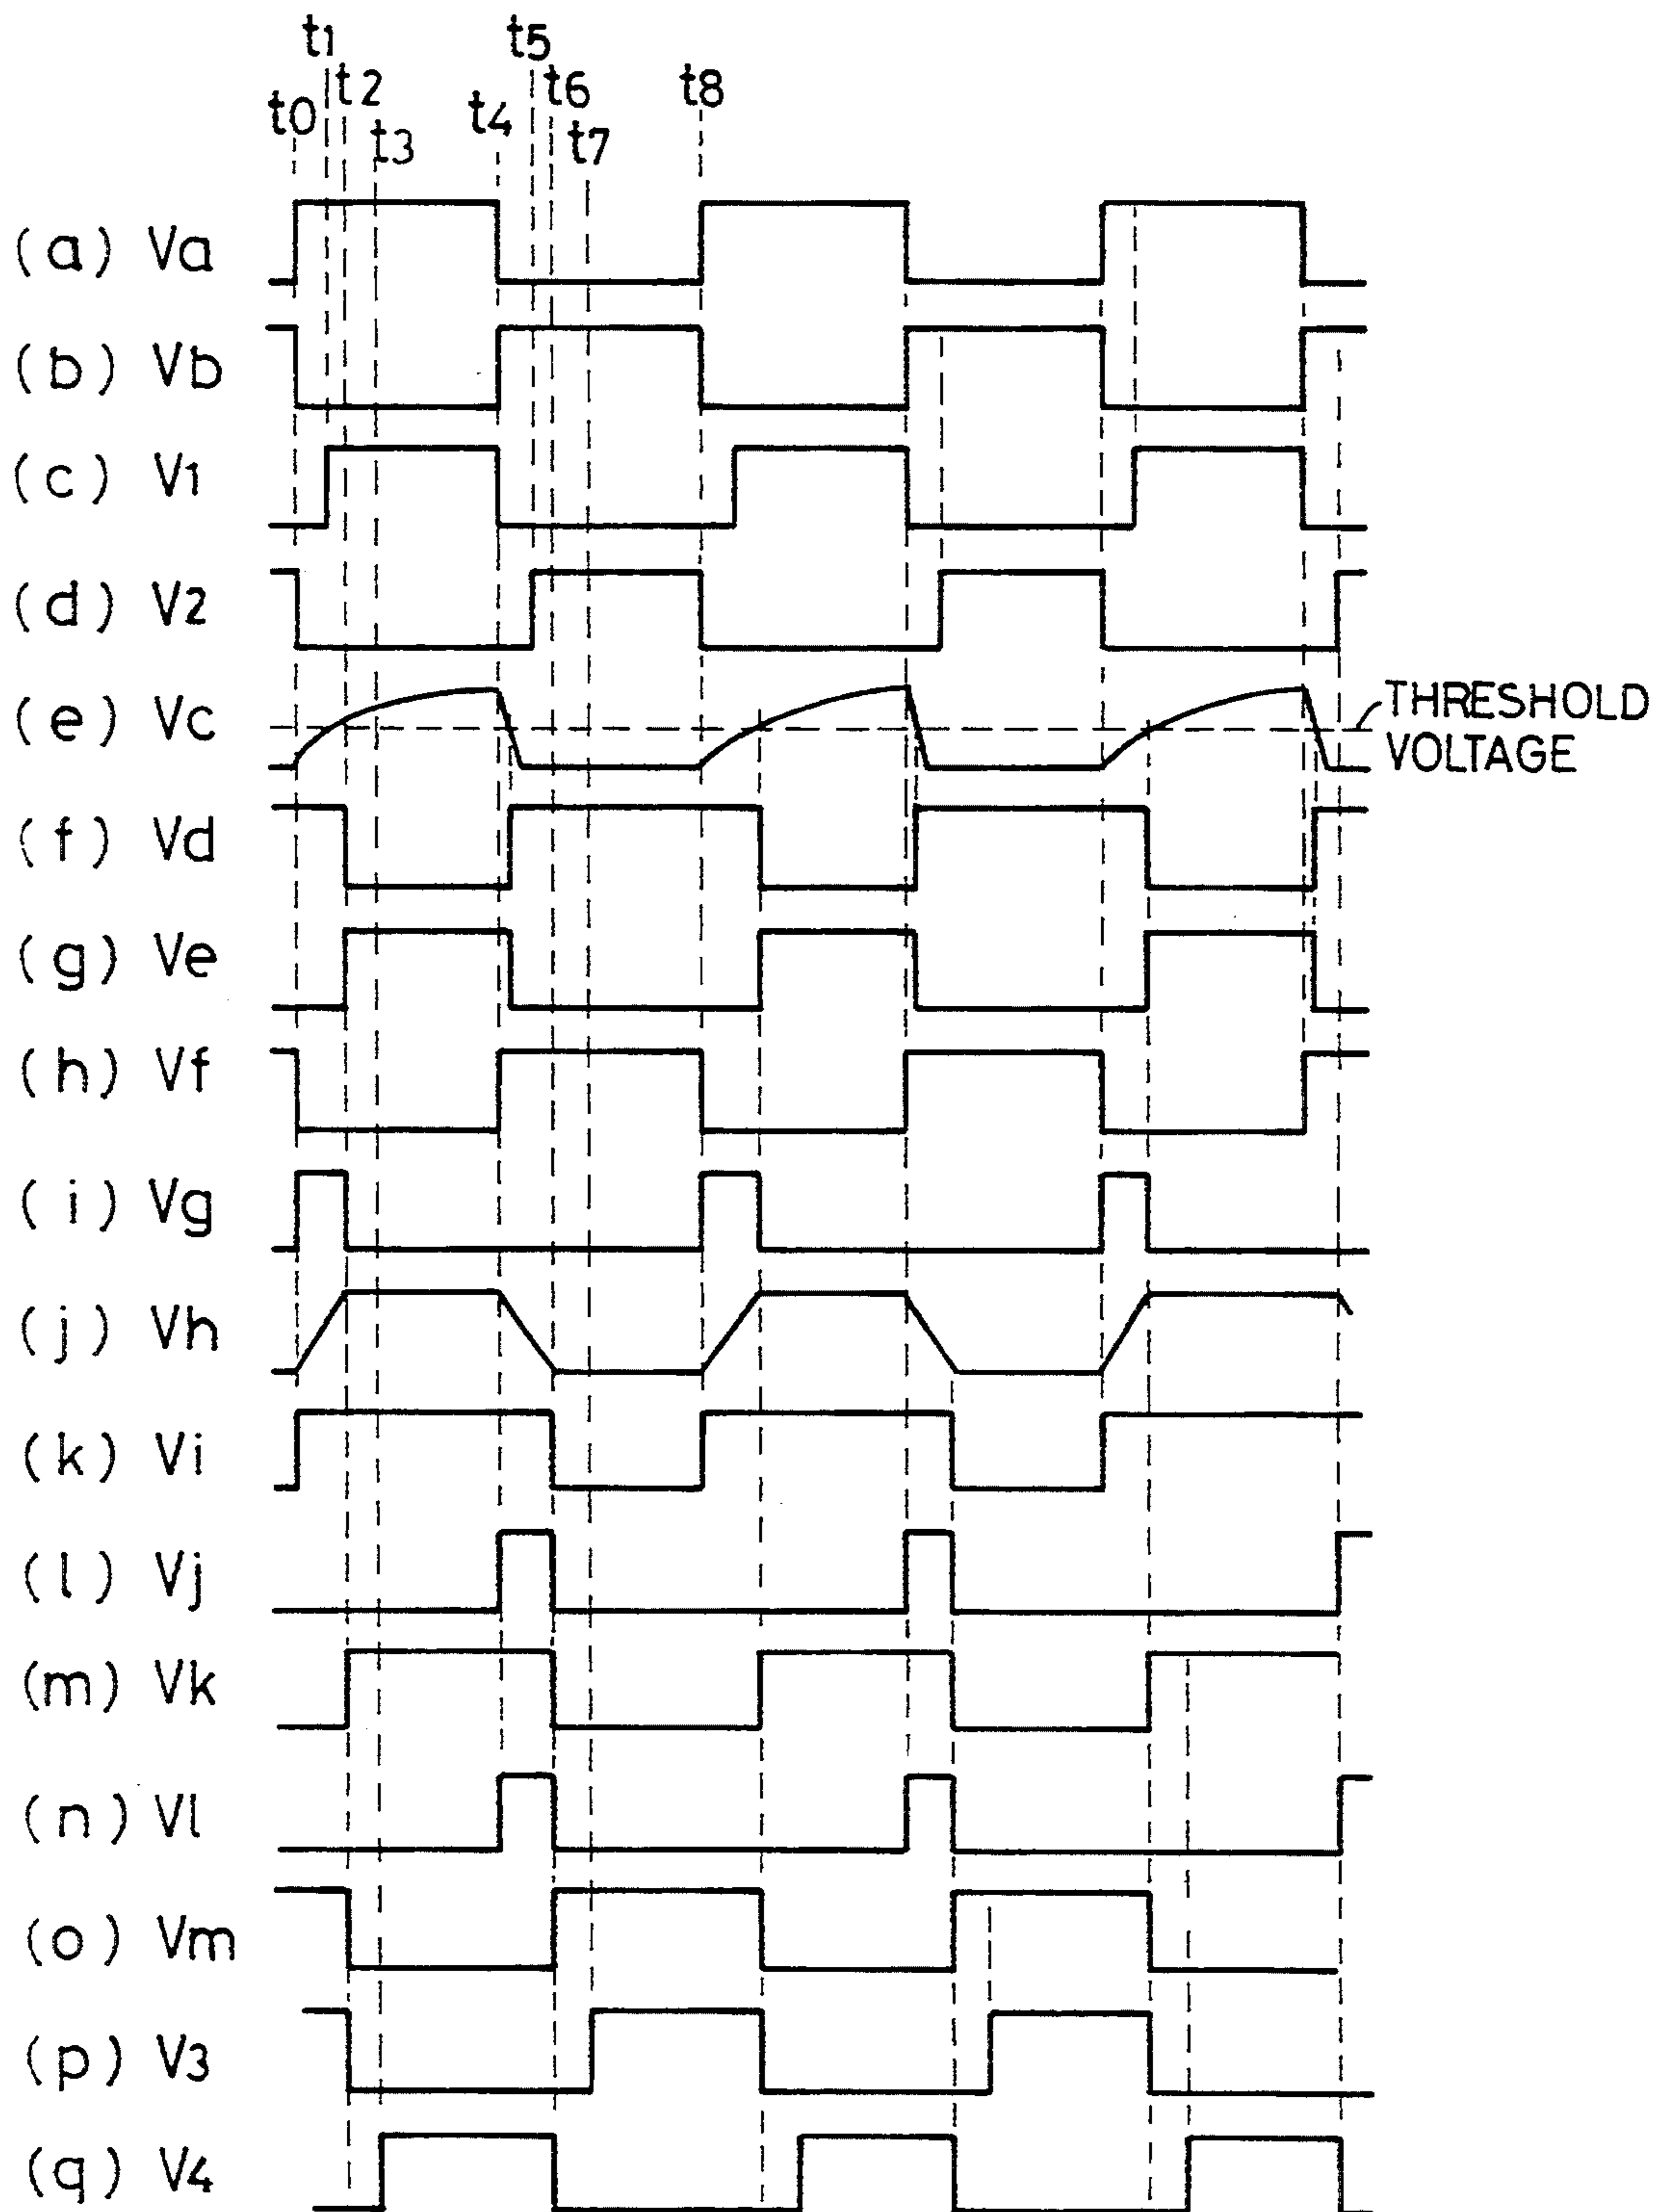 t1 t5
t2 t6 t8
t0 t4
t3 t7
(a) Va
(b) Vb
(c) V1
(d) V2
(e) Vc
THRESHOLD
VOLTAGE
(f) Vd
(g) Ve
(h) Vf
(i) Vg
(j) Vh
(k) Vi
(l) Vj
(m) Vk
(n) Vl
(o) Vm
(p) V3
(q) V4